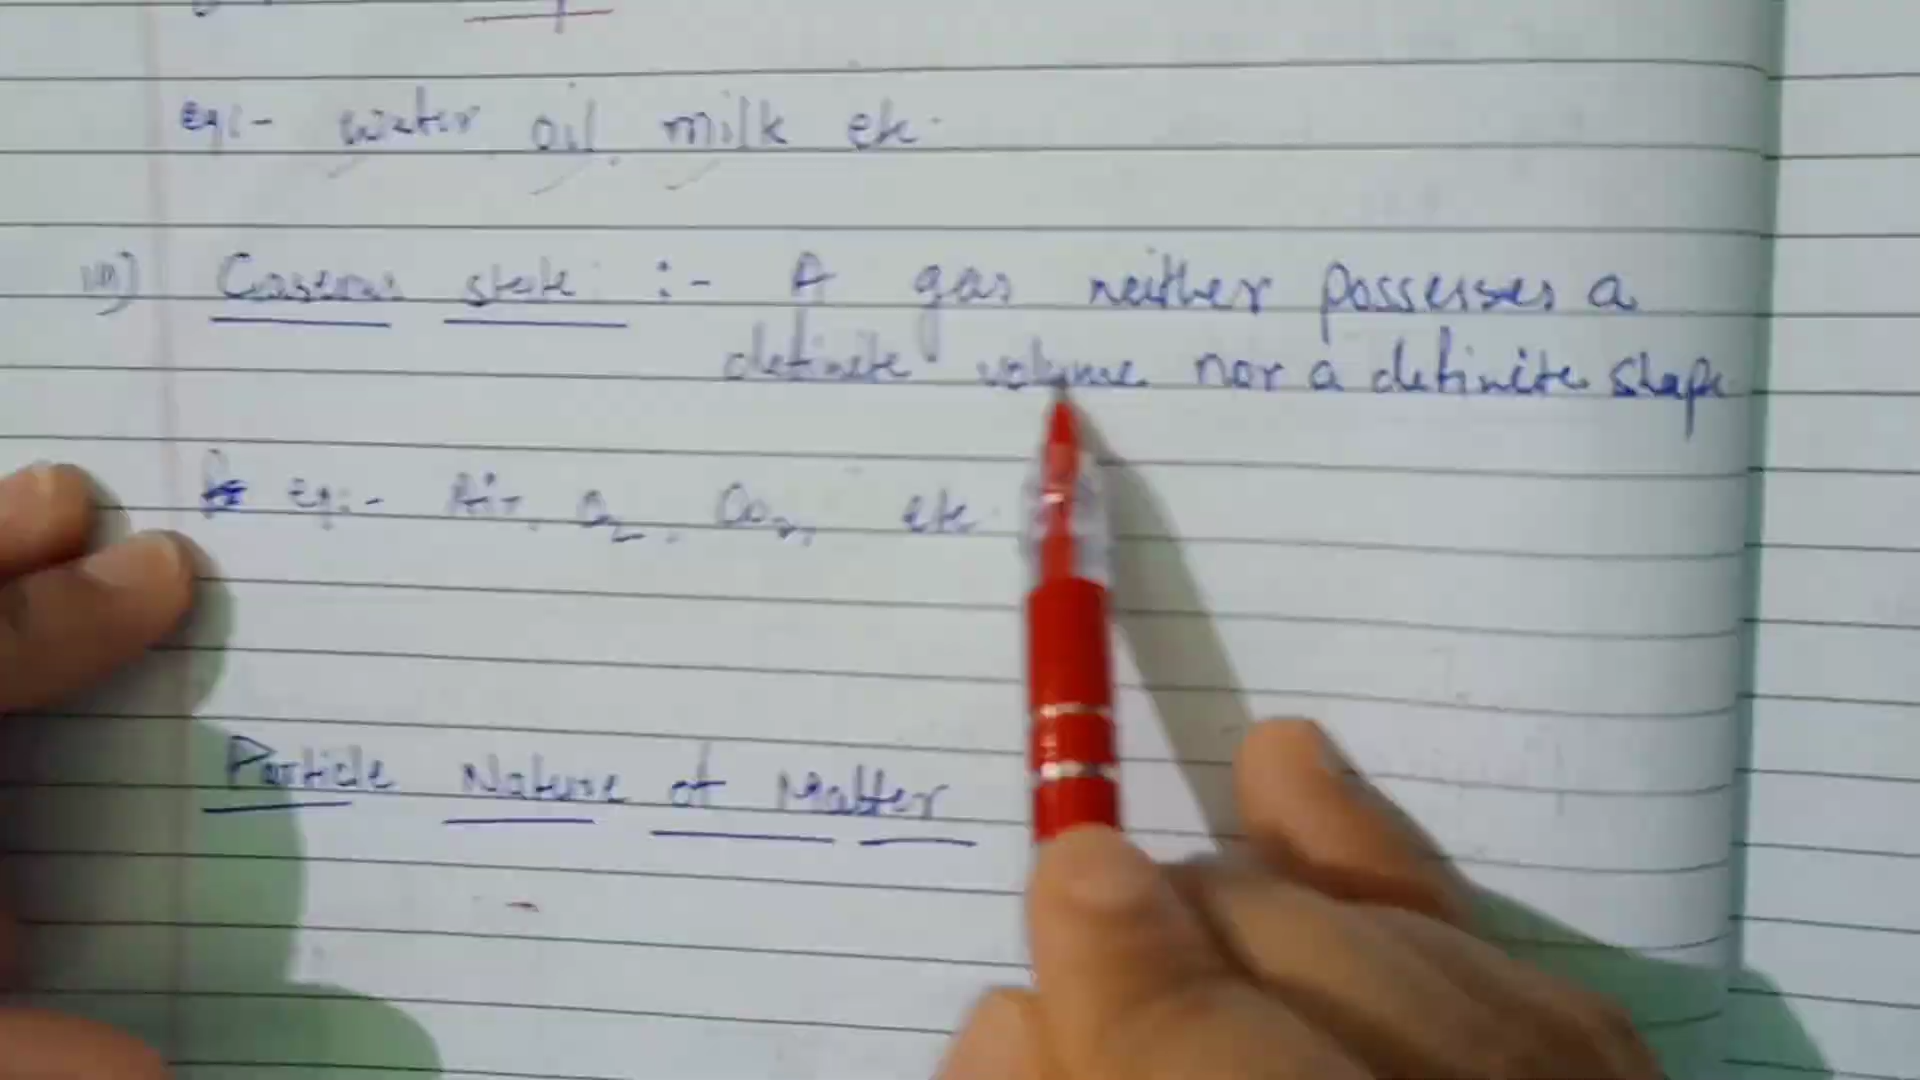 eg:- water, oil, milk etc.
iii) Gaseous state :- A gas neither possesses a
definite volume nor a definite shape
eg:- Air, O2, CO2, etc.
Particle Nature of Matter